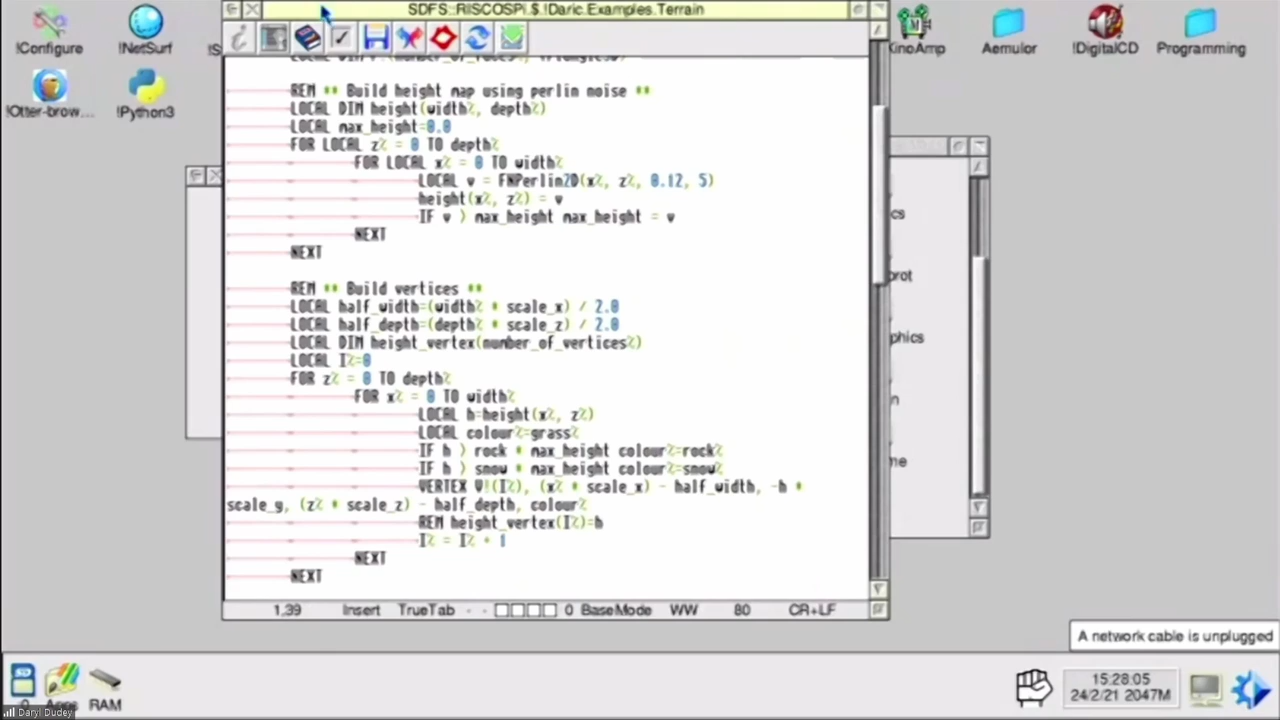 SDFS::RISCOSPi.$.!Daric.Examples.Terrain
!Configure
!NetSurf
KinoAmp
Aemulor
!DigitalCD
Programming
!Otter-brow...
!Python3
REM ** Build height map using perlin noise **
LOCAL DIM height(width%, depth%)
LOCAL max_height=0.0
FOR LOCAL z% = 0 TO depth%
FOR LOCAL x% = 0 TO width%
LOCAL v = FNPerlin2D(x%, z%, 0.12, 5)
height(x%, z%) = v
IF v > max_height max_height = v
NEXT
NEXT
REM ** Build vertices **
LOCAL half_width=(width% * scale_x) / 2.0
LOCAL half_depth=(depth% * scale_z) / 2.0
LOCAL DIM height_vertex(number_of_vertices%)
LOCAL I%=0
FOR z% = 0 TO depth%
FOR x% = 0 TO width%
LOCAL h=height(x%, z%)
LOCAL colour%=grass%
IF h > rock * max_height colour%=rock%
IF h > snow * max_height colour%=snow%
VERTEX V!(I%), (x% * scale_x) - half_width, -h *
scale_y, (z% * scale_z) - half_depth, colour%
REM height_vertex(I%)=h
I% = I% + 1
NEXT
NEXT
1,39 Insert TrueTab - - 0 BaseMode WW 80 CR+LF
A network cable is unplugged
0 Apps RAM
15:28:05
24/2/21 2047M
Daryl Dudey